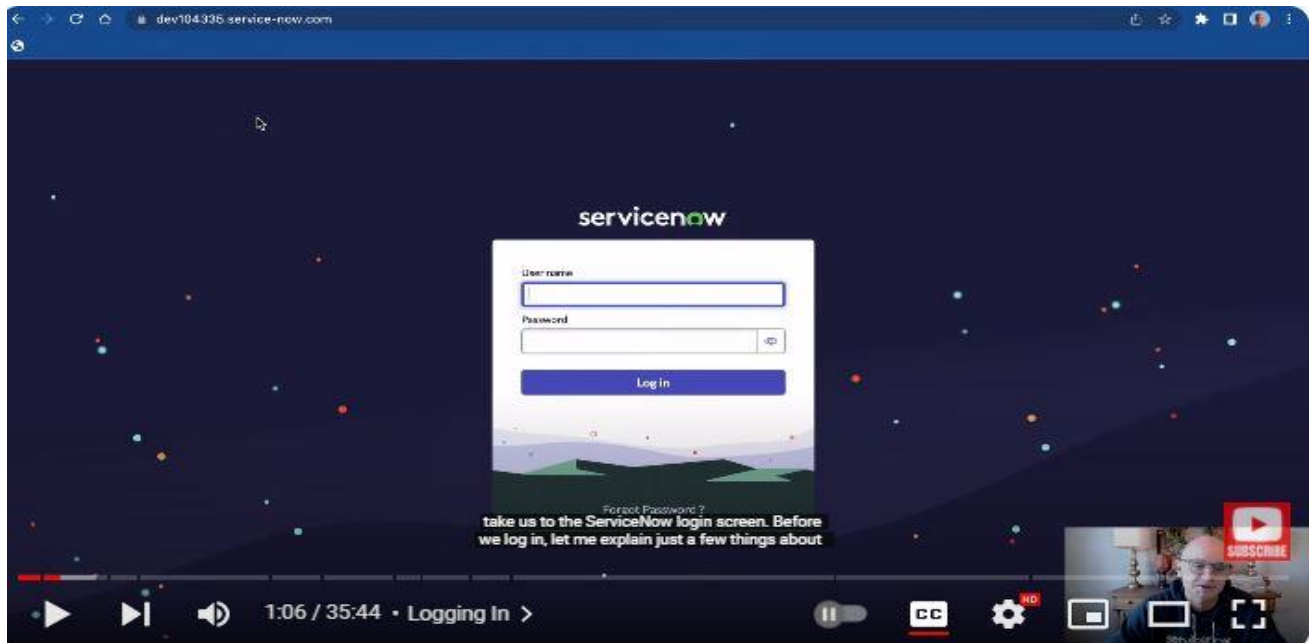 dev104335.service-now.com
servicenow
User name
Password
Log in
Forgot Password ?
take us to the ServiceNow login screen. Before
we log in, let me explain just a few things about
SUBSCRIBE
1:06 / 35:44 • Logging In >
CC
HD